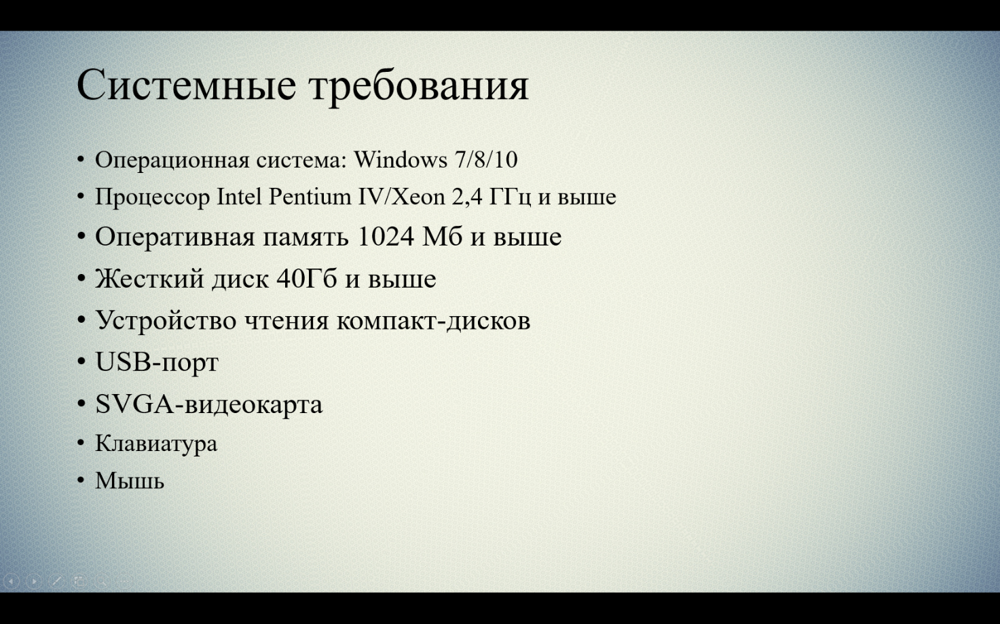 Системные требования
• Операционная система: Windows 7/8/10
• Процессор Intel Pentium IV/Xeon 2,4 ГГц и выше
• Оперативная память 1024 Мб и выше
• Жесткий диск 40Гб и выше
• Устройство чтения компакт-дисков
• USB-порт
• SVGA-видеокарта
• Клавиатура
• Мышь